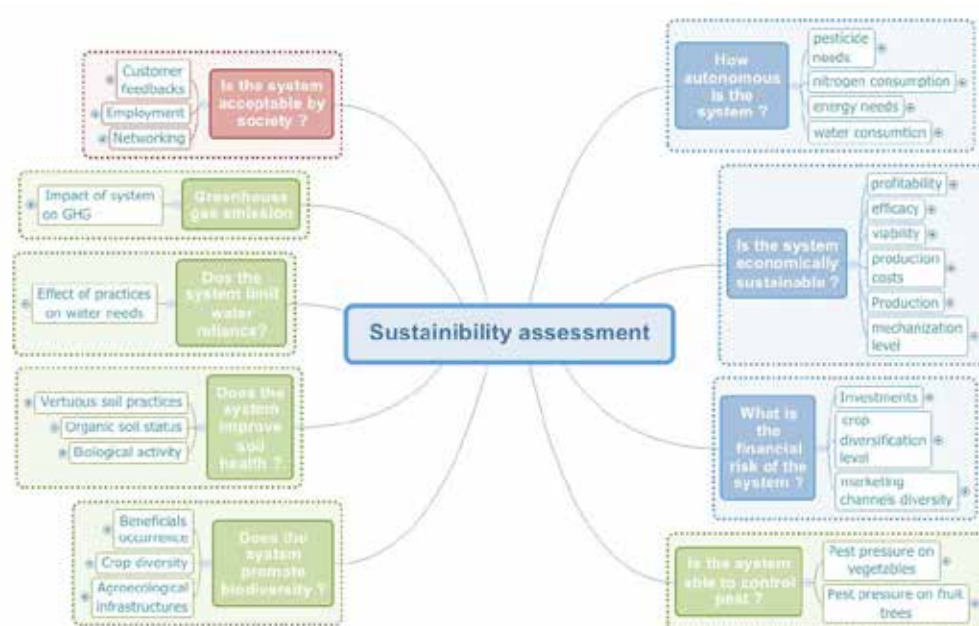 Customer
feedbacks
Employment
Networking
Is the system
acceptable by
society ?
Impact of system
on GHG
Greenhouse
gas emission
Effect of practices
on water needs
Dos the
system limit
water
reliance?
Vertuous soil practices
Organic soil status
Biological activity
Does the
system
improve
soil
health ?
Beneficials
occurrence
Crop diversity
Agroecological
infrastructures
Does the
system
promote
biodiversity ?
Sustainibility assessment
How
autonomous
is the
system ?
pesticide
needs
nitrogen consumption
energy needs
water consumtion
Is the system
economically
sustainable ?
profitability
efficacy
viability
production
costs
Production
mechanization
level
What is
the
financial
risk of the
system ?
Investments
crop
diversification
level
marketing
channels diversity
Is the system
able to control
pest ?
Pest pressure on
vegetables
Pest pressure on fruit
trees